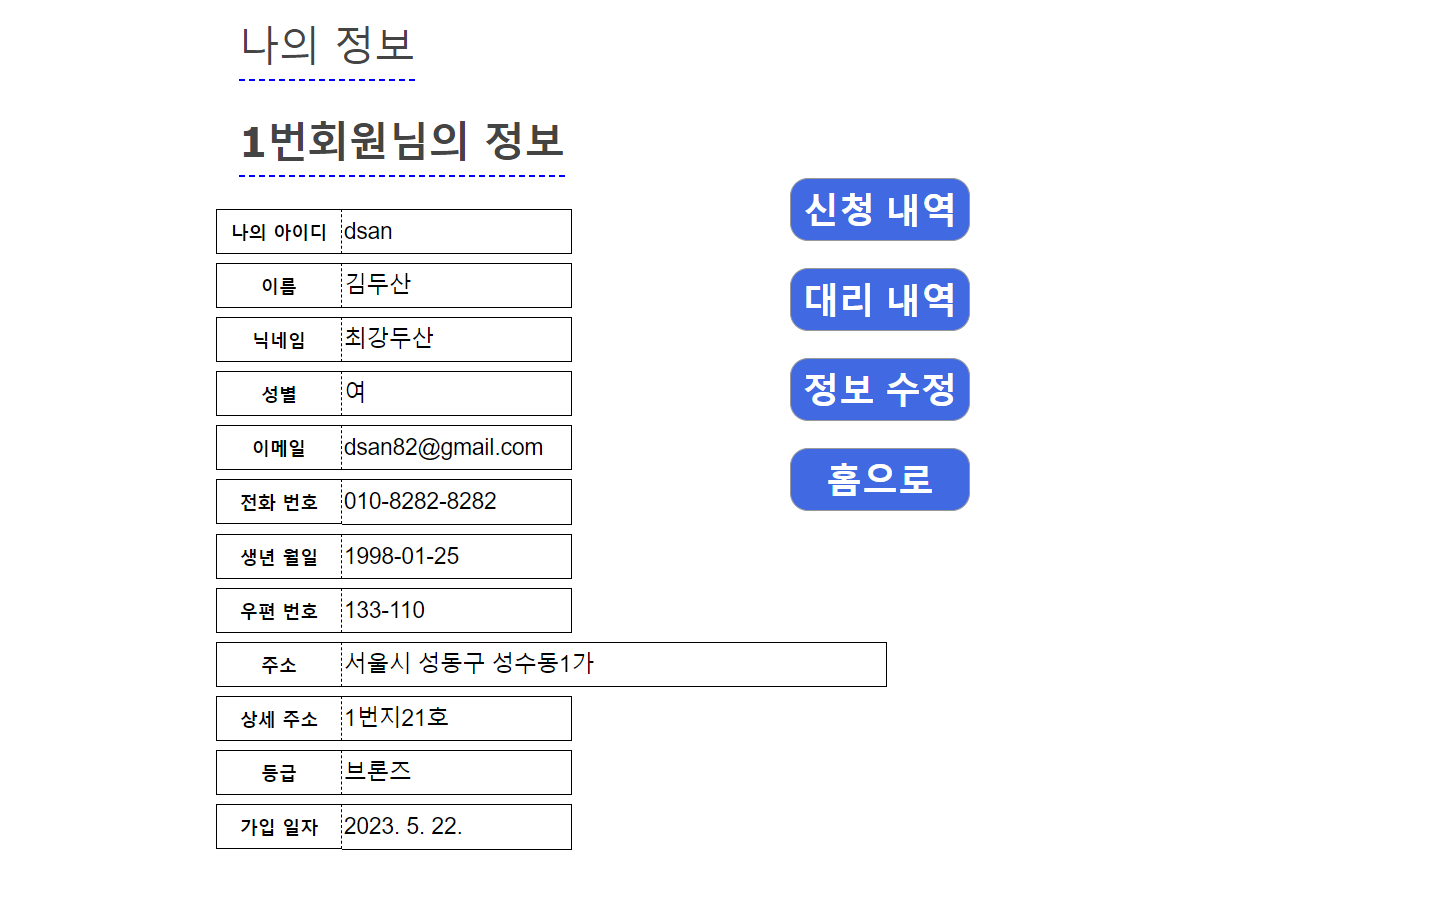 나의 정보
1번회원님의 정보
나의 아이디 dsan
이름 김두산
닉네임 최강두산
성별 여
이메일 dsan82@gmail.com
전화 번호 010-8282-8282
생년 월일 1998-01-25
우편 번호 133-110
주소 서울시 성동구 성수동1가
상세 주소 1번지21호
등급 브론즈
가입 일자 2023. 5. 22.
신청 내역
대리 내역
정보 수정
홈으로